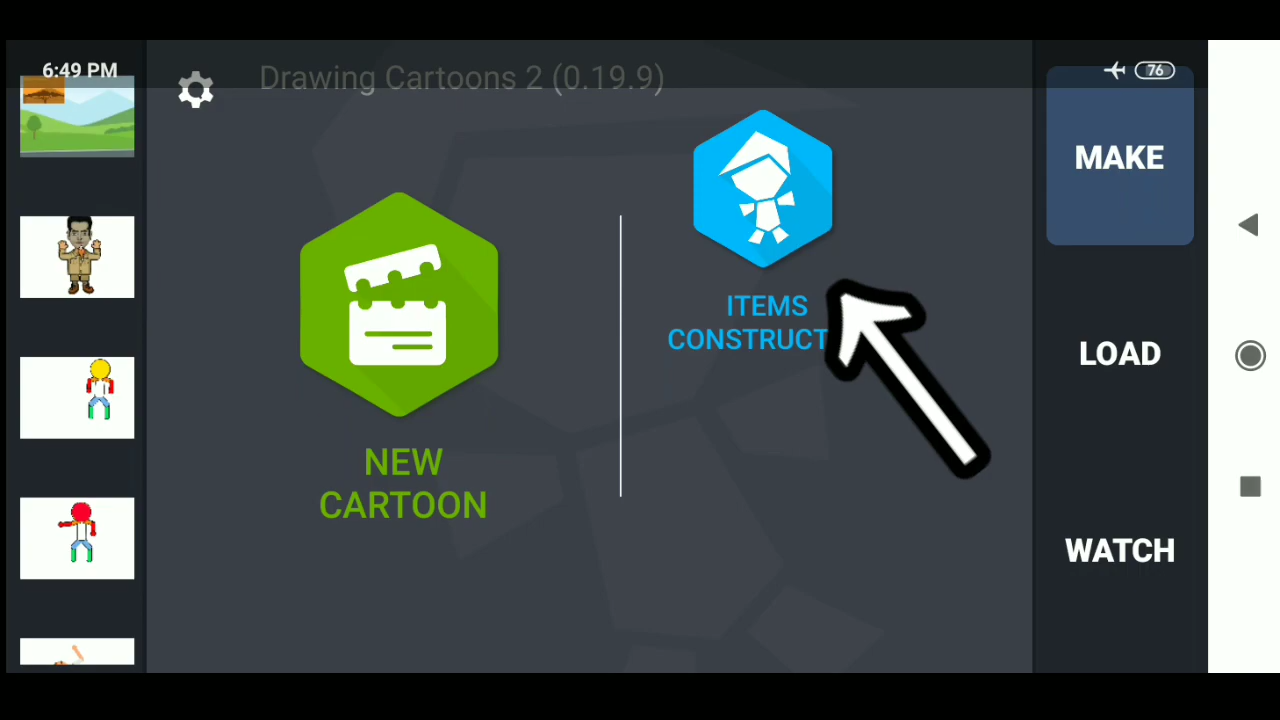 6:49 PM
76
Drawing Cartoons 2 (0.19.9)
MAKE
ITEMS
CONSTRUCT
LOAD
NEW
CARTOON
WATCH